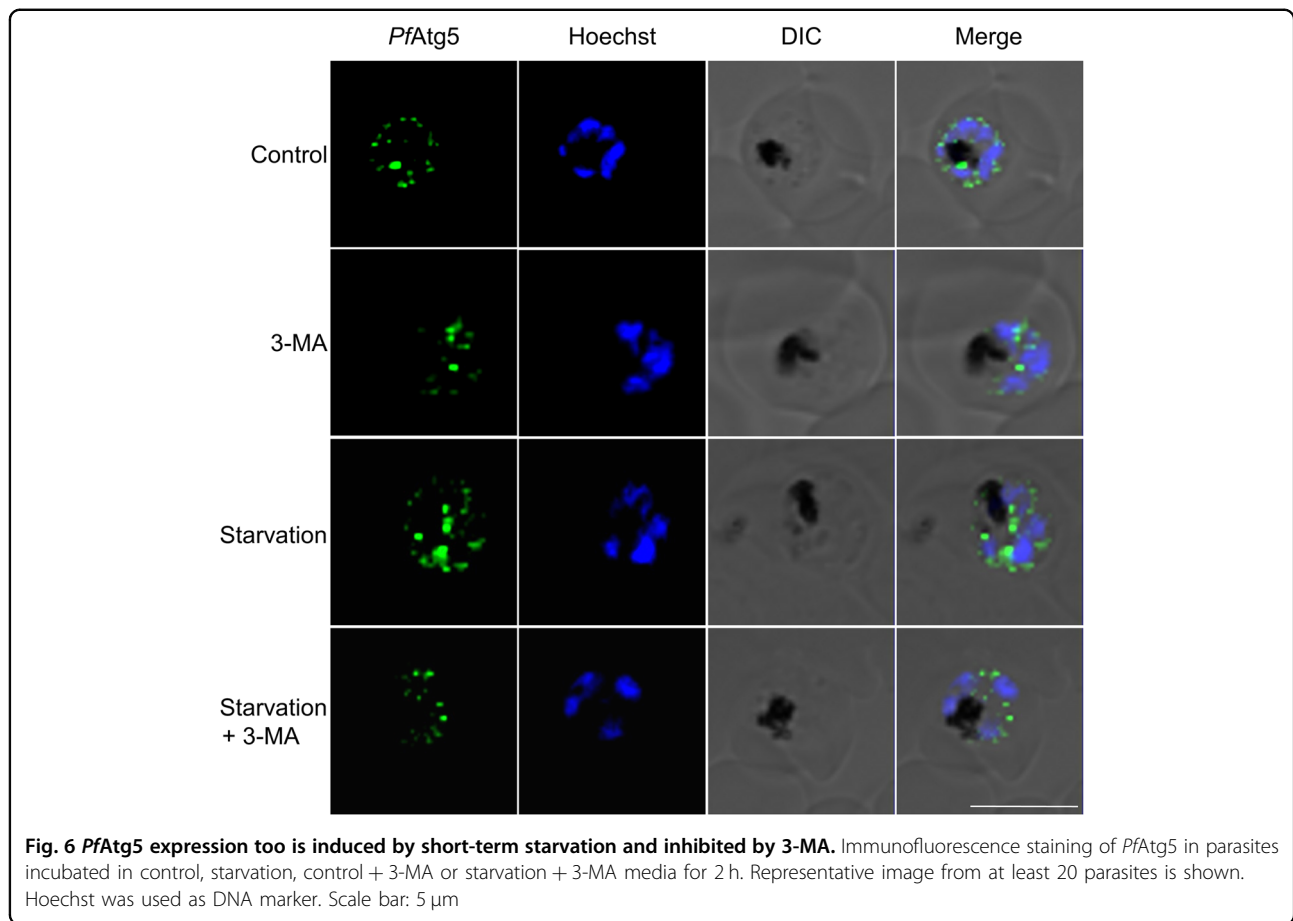 PfAtg5 Hoechst DIC Merge
Control
3-MA
Starvation
Starvation
+ 3-MA
Fig. 6 PfAtg5 expression too is induced by short-term starvation and inhibited by 3-MA. Immunofluorescence staining of PfAtg5 in parasites
incubated in control, starvation, control + 3-MA or starvation + 3-MA media for 2 h. Representative image from at least 20 parasites is shown.
Hoechst was used as DNA marker. Scale bar: 5 µm